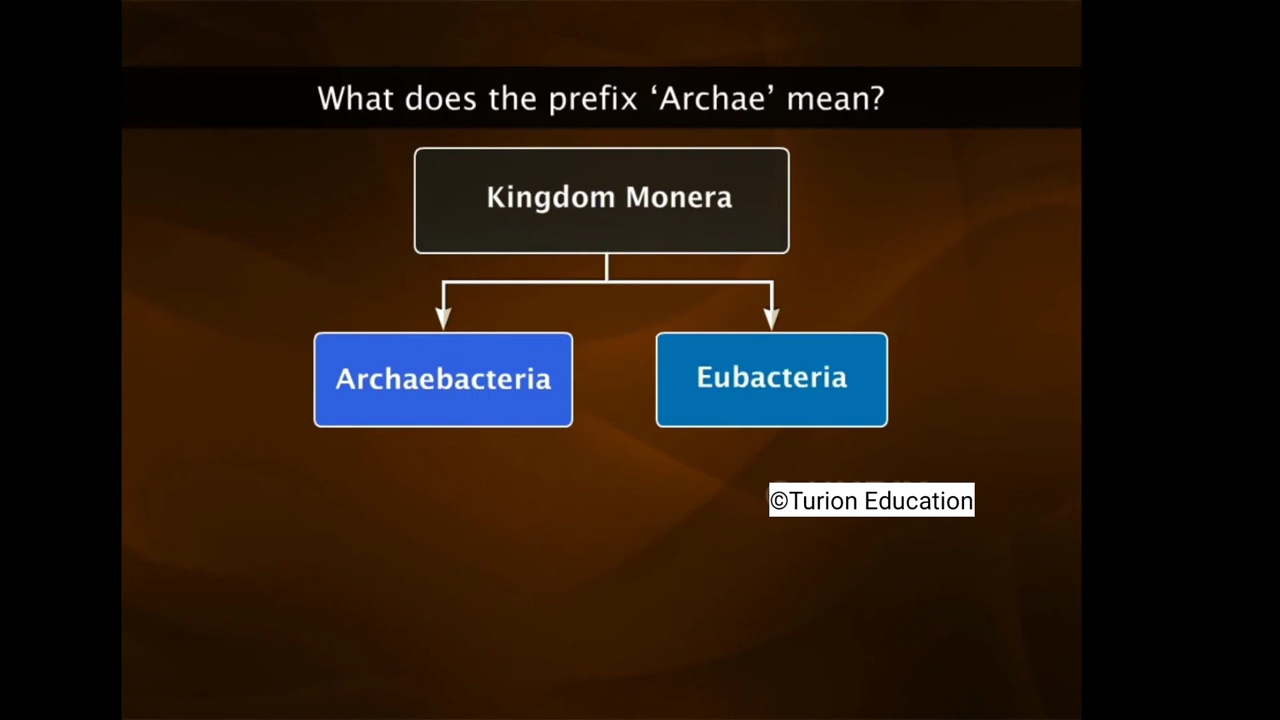 What does the prefix ‘Archae’ mean?
Kingdom Monera
Archaebacteria
Eubacteria
©Turion Education